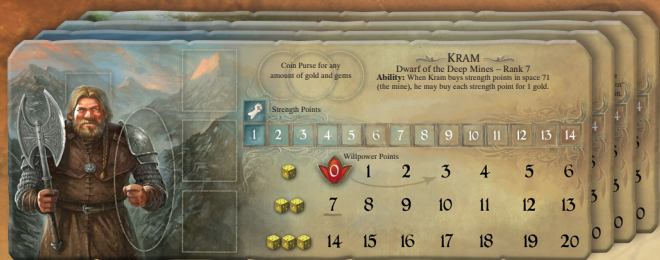 Coin Purse for any
amount of gold and gems
KRAM
Dwarf of the Deep Mines – Rank 7
Ability: When Kram buys strength points in space 71
(the mine), he may buy each strength point for 1 gold.
Strength Points
1 2 3 4 5 6 7 8 9 10 11 12 13 14
Willpower Points
0 1 2 3 4 5 6
7 8 9 10 11 12 13
14 15 16 17 18 19 20